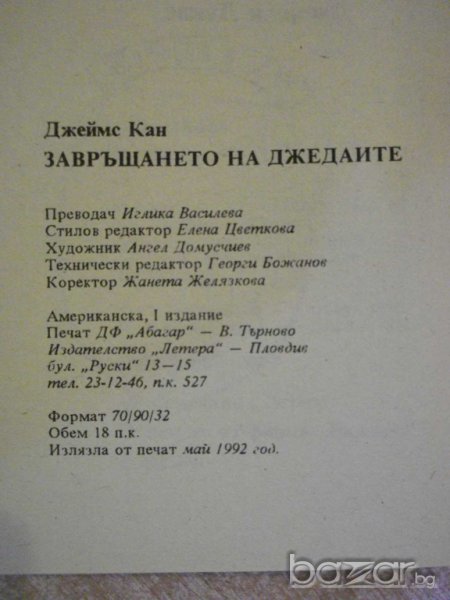 Джеймс Кан
ЗАВРЪЩАНЕТО НА ДЖЕДАИТЕ
Преводач Иглика Василева
Стилов редактор Елена Цветкова
Художник Ангел Домусчиев
Технически редактор Георги Божанов
Коректор Жанета Желязкова
Американска, I издание
Печат ДФ „Абагар” — В. Търново
Издателство „Летера” — Пловдив
бул. „Руски” 13—15
тел. 23-12-46, п.к. 527
Формат 70/90/32
Обем 18 п.к.
Излязла от печат май 1992 год.
bazar.bg